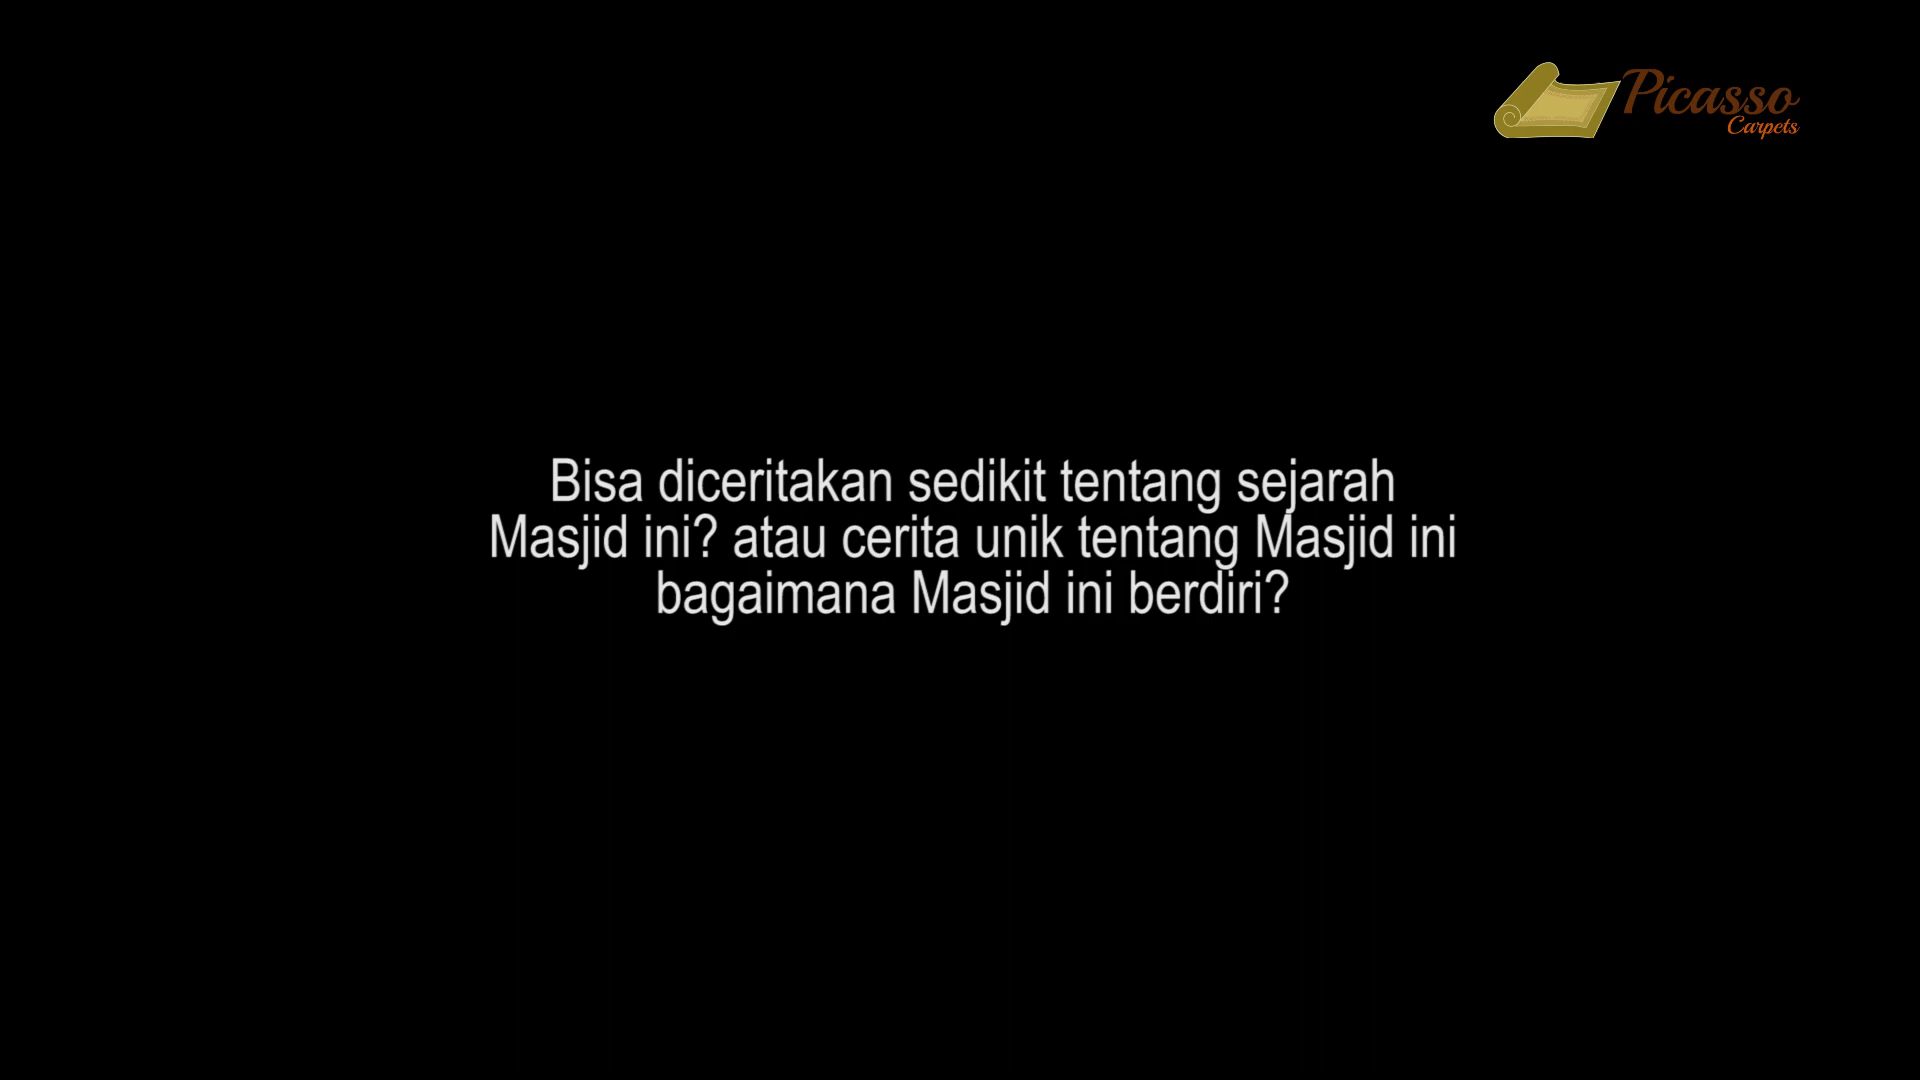 Picasso
Carpets
Bisa diceritakan sedikit tentang sejarah
Masjid ini? atau cerita unik tentang Masjid ini
bagaimana Masjid ini berdiri?